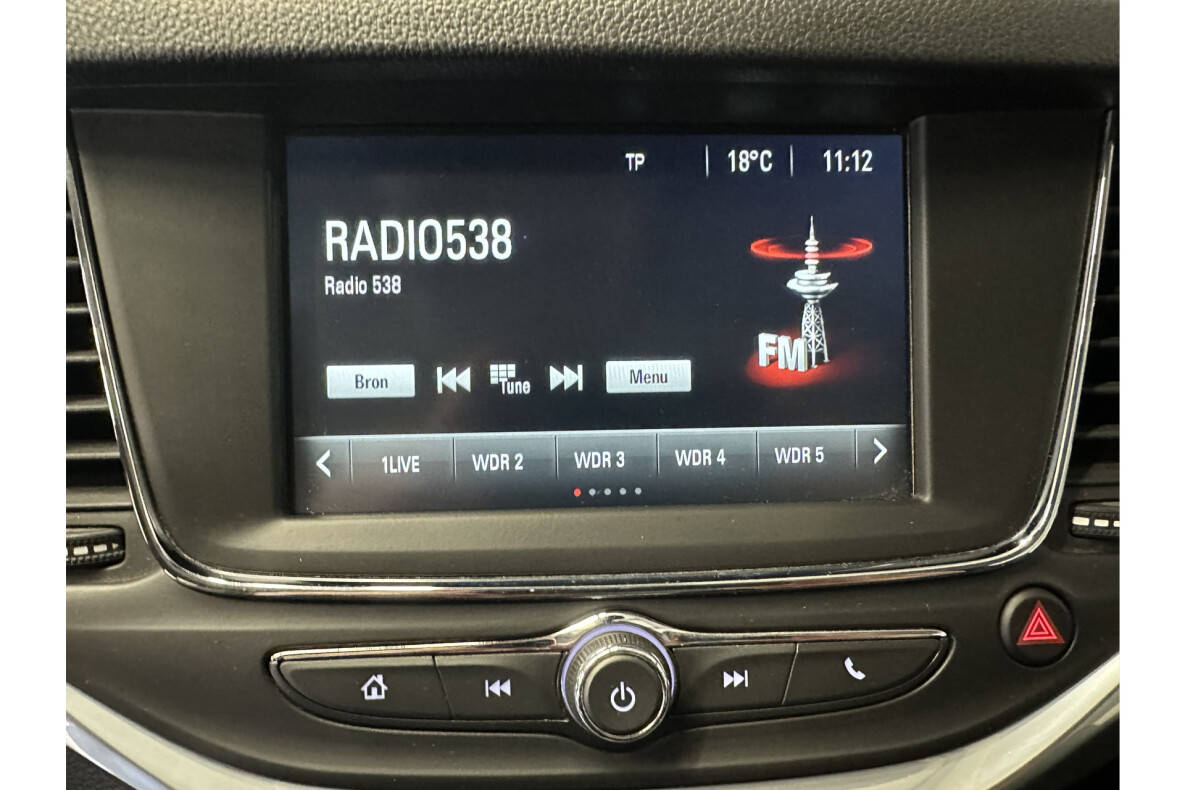 TP 18°C 11:12
RADIO538
Radio 538
FM
Bron Tune Menu
1LIVE WDR 2 WDR 3 WDR 4 WDR 5